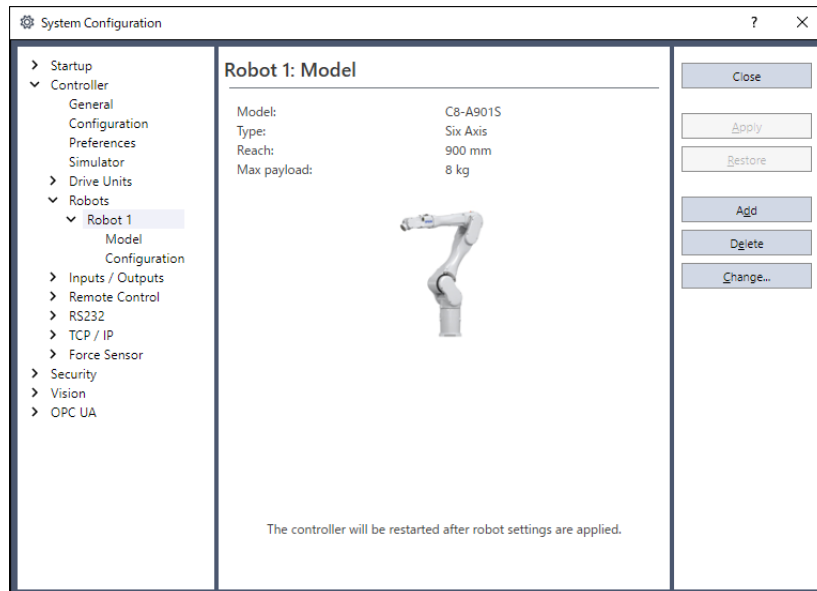 System Configuration
?
Startup
Controller
General
Configuration
Preferences
Simulator
Drive Units
Robots
Robot 1
Model
Configuration
Inputs / Outputs
Remote Control
RS232
TCP / IP
Force Sensor
Security
Vision
OPC UA
Robot 1: Model
Model: C8-A901S
Type: Six Axis
Reach: 900 mm
Max payload: 8 kg
The controller will be restarted after robot settings are applied.
Close
Apply
Restore
Add
Delete
Change...